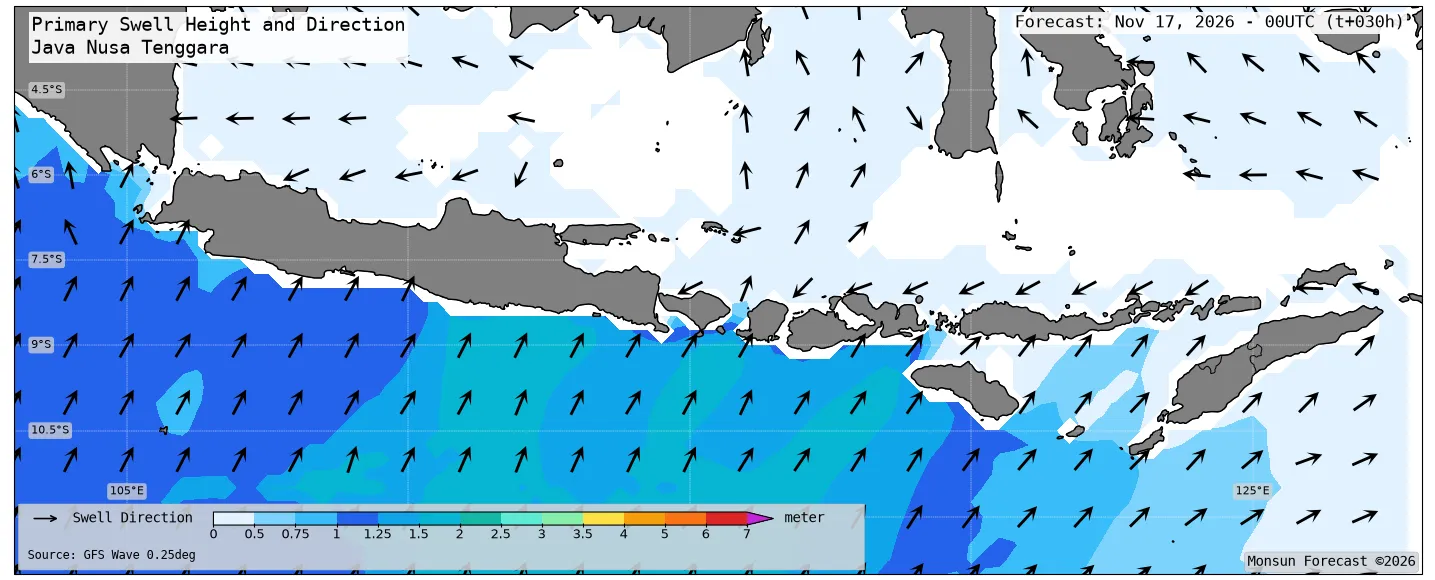 Primary Swell Height and Direction
Java Nusa Tenggara
Forecast: Nov 17, 2026 - 00UTC (t+030h)
4.5°S
6°S
7.5°S
9°S
10.5°S
105°E
125°E
Swell Direction
0 0.5 0.75 1 1.25 1.5 2 2.5 3 3.5 4 5 6 7
meter
Source: GFS Wave 0.25deg
Monsun Forecast ©2026